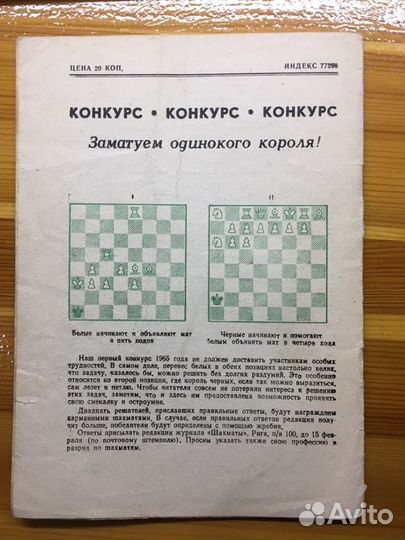 ЦЕНА 20 КОП. ИНДЕКС 77208
КОНКУРС • КОНКУРС • КОНКУРС
Заматуем одинокого короля!
I II
Белые начинают и объявляют мат
в пять ходов
Черные начинают и помогают
белым объявить мат в четыре хода
Наш первый конкурс 1965 года не должен доставить участникам особых
трудностей. В самом деле, перевес белых в обеих позициях настолько велик,
что задачу, казалось бы, можно решить без долгих раздумий. Это особенно
относится ко второй позиции, где король черных, если так можно выразиться,
сам лезет в петлю. Чтобы читатели совсем не потеряли интереса к решению
этих задач, заметим, что и здесь им предоставлена возможность проявить
свою смекалку и остроумие.
Двадцать решателей, приславших правильные ответы, будут награждены
карманными шахматами. В случае, если правильных ответов редакция полу-
чит больше, победители будут определены с помощью жребия.
Ответы присылать редакции журнала «Шахматы», Рига, п/я 100, до 15 фев-
раля (по почтовому штемпелю). Просим указать также свою профессию и
разряд по шахматам.
Avito